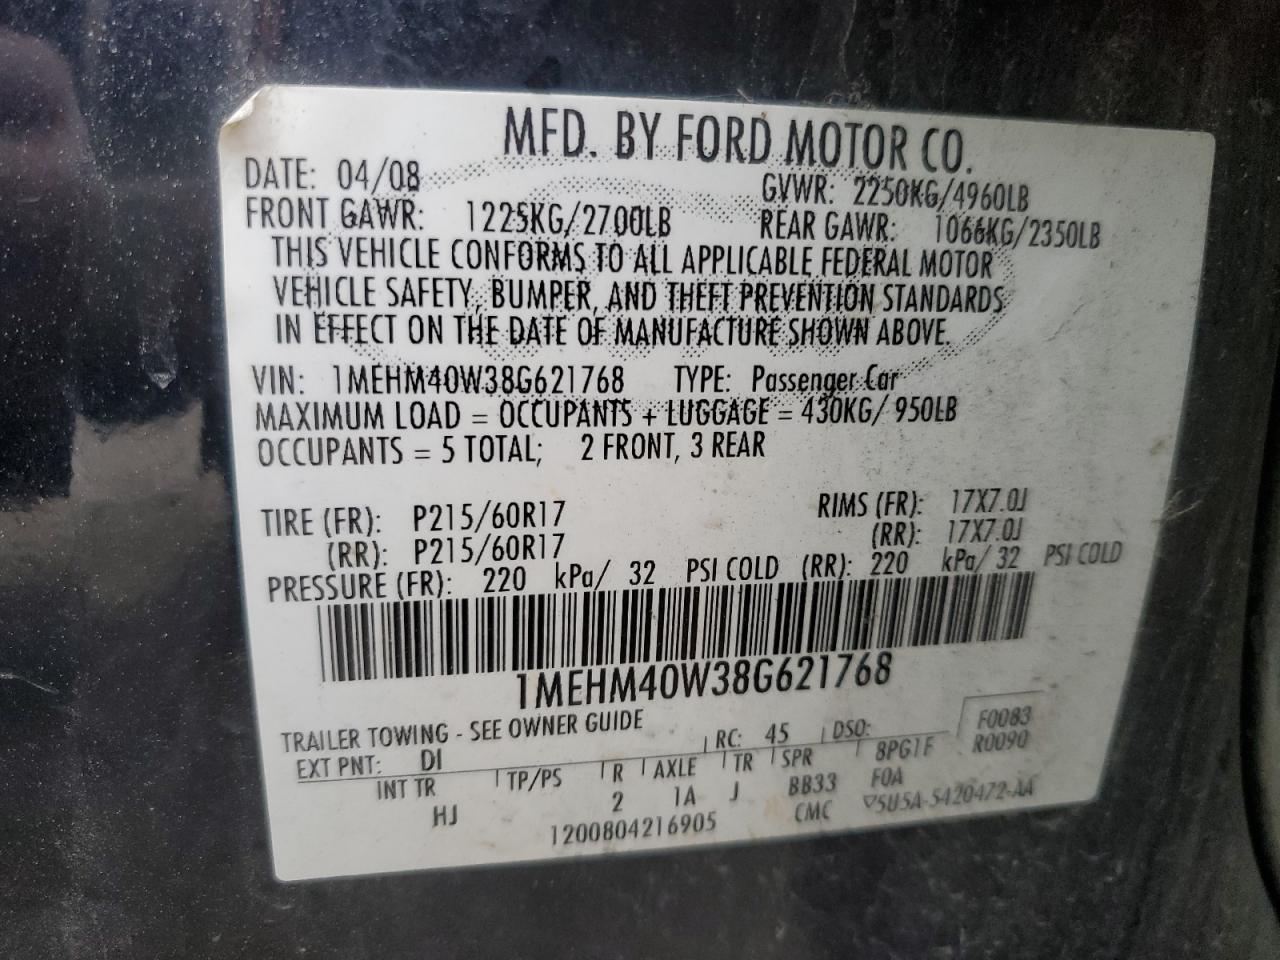 MFD. BY FORD MOTOR CO.
DATE: 04/08 GVWR: 2250KG/4960LB
FRONT GAWR: 1225KG/2700LB REAR GAWR: 1066KG/2350LB
THIS VEHICLE CONFORMS TO ALL APPLICABLE FEDERAL MOTOR
VEHICLE SAFETY, BUMPER, AND THEFT PREVENTION STANDARDS
IN EFFECT ON THE DATE OF MANUFACTURE SHOWN ABOVE.
VIN: 1MEHM40W38G621768 TYPE: Passenger Car
MAXIMUM LOAD = OCCUPANTS + LUGGAGE = 430KG/ 950LB
OCCUPANTS = 5 TOTAL; 2 FRONT, 3 REAR
TIRE (FR): P215/60R17 RIMS (FR): 17X7.0J
(RR): P215/60R17 (RR): 17X7.0J
PRESSURE (FR): 220 kPa/ 32 PSI COLD (RR): 220 kPa/ 32 PSI COLD
1MEHM40W38G621768
TRAILER TOWING - SEE OWNER GUIDE
EXT PNT: DI RC: 45 DSO: F0083
INT TR TP/PS R AXLE TR SPR 8PG1F R0090
HJ 2 1A J BB33 F0A
1200804216905 CMC ▽5U5A-5420472-AA